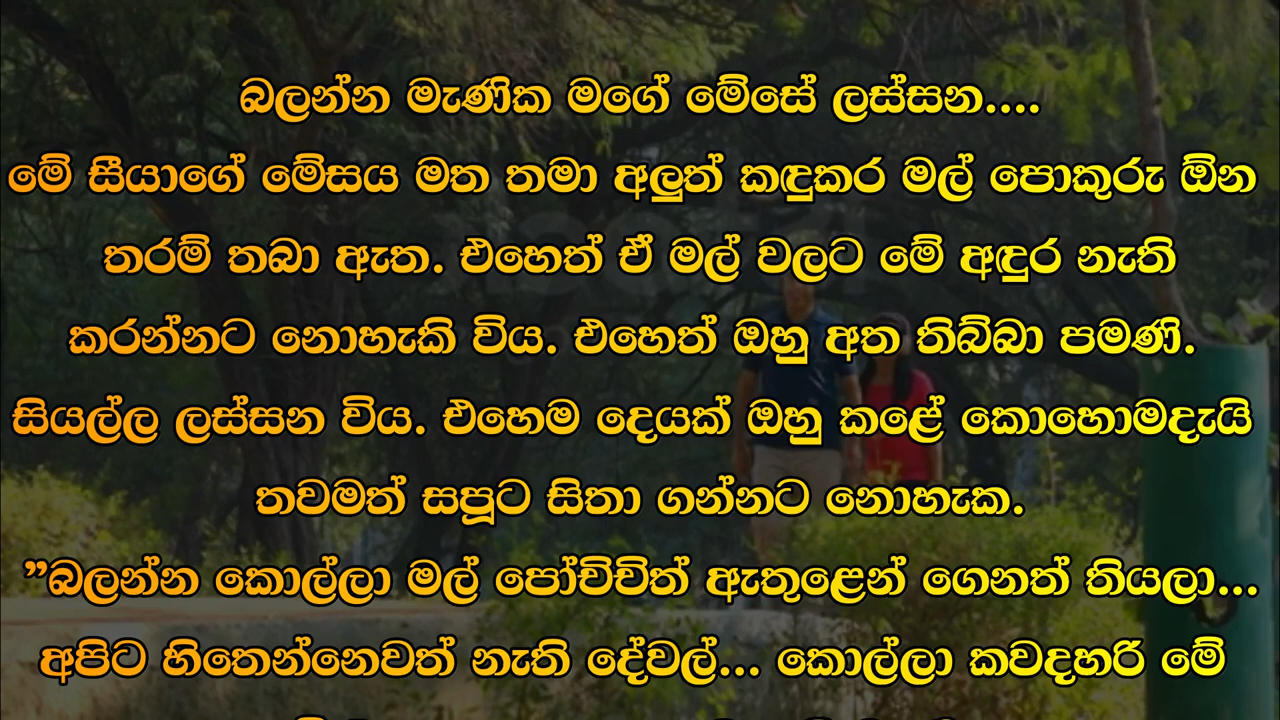 බලන්න මැණික මගේ මේසේ ලස්සන....
මේ සීයාගේ මේසය මත තමා අලුත් කඳුකර මල් පොකුරු ඕන
තරම් තබා ඇත. එහෙත් ඒ මල් වලට මේ අඳුර නැති
කරන්නට නොහැකි විය. එහෙත් ඔහු අත තිබ්බා පමණි.
සියල්ල ලස්සන විය. එහෙම දෙයක් ඔහු කළේ කොහොමදැයි
තවමත් සපූට සිතා ගන්නට නොහැක.
”බලන්න කොල්ලා මල් පෝච්චිත් ඇතුළෙන් ගෙනත් තියලා...
අපිට හිතෙන්නෙවත් නැති දේවල්... කොල්ලා කවදහරි මේ